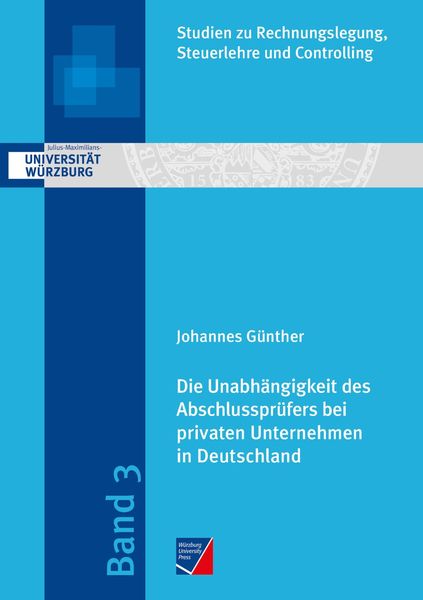 Studien zu Rechnungslegung,
Steuerlehre und Controlling
Julius-Maximilians-
UNIVERSITÄT
WÜRZBURG
1583
Johannes Günther
Die Unabhängigkeit des
Abschlussprüfers bei
privaten Unternehmen
in Deutschland
Band 3
Würzburg
University
Press